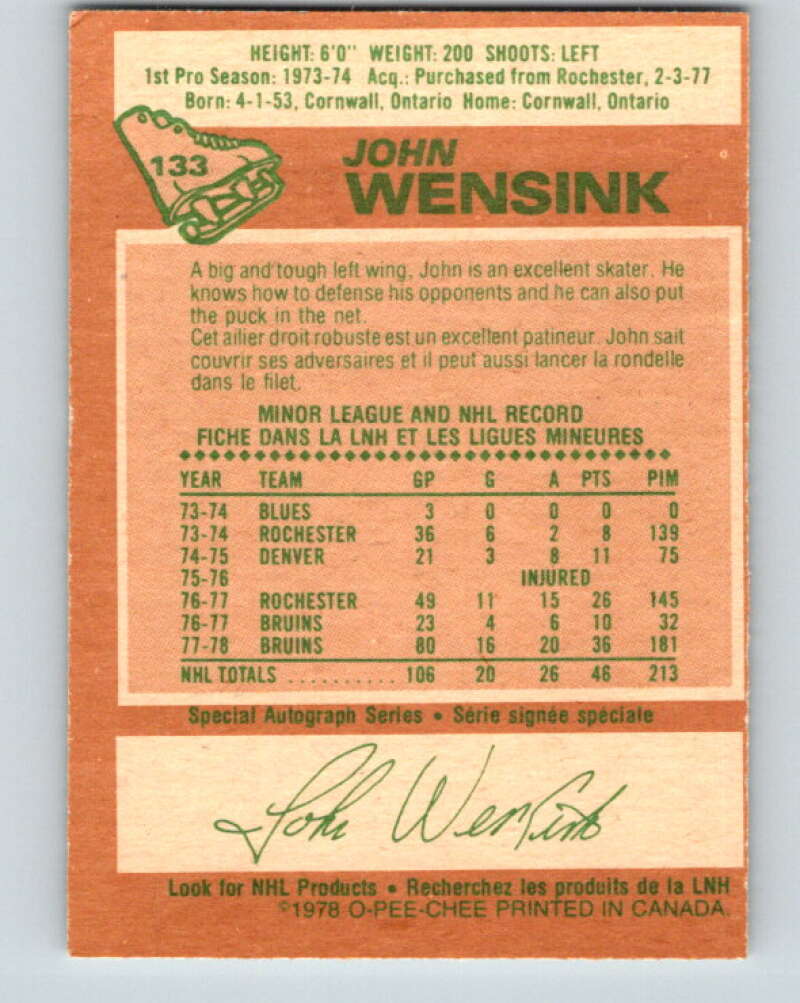 HEIGHT: 6'0" WEIGHT: 200 SHOOTS: LEFT
1st Pro Season: 1973-74 Acq.: Purchased from Rochester, 2-3-77
Born: 4-1-53, Cornwall, Ontario Home: Cornwall, Ontario
133
JOHN
WENSINK
A big and tough left wing, John is an excellent skater. He
knows how to defense his opponents and he can also put
the puck in the net.
Cet ailier droit robuste est un excellent patineur. John sait
couvrir ses adversaires et il peut aussi lancer la rondelle
dans le filet.
MINOR LEAGUE AND NHL RECORD
FICHE DANS LA LNH ET LES LIGUES MINEURES
YEAR TEAM GP G A PTS PIM
73-74 BLUES 3 0 0 0 0
73-74 ROCHESTER 36 6 2 8 139
74-75 DENVER 21 3 8 11 75
75-76 INJURED
76-77 ROCHESTER 49 11 15 26 145
76-77 BRUINS 23 4 6 10 32
77-78 BRUINS 80 16 20 36 181
NHL TOTALS .......... 106 20 26 46 213
Special Autograph Series • Série signée spéciale
John Wensink
Look for NHL Products • Recherchez les produits de la LNH
©1978 O-PEE-CHEE PRINTED IN CANADA.